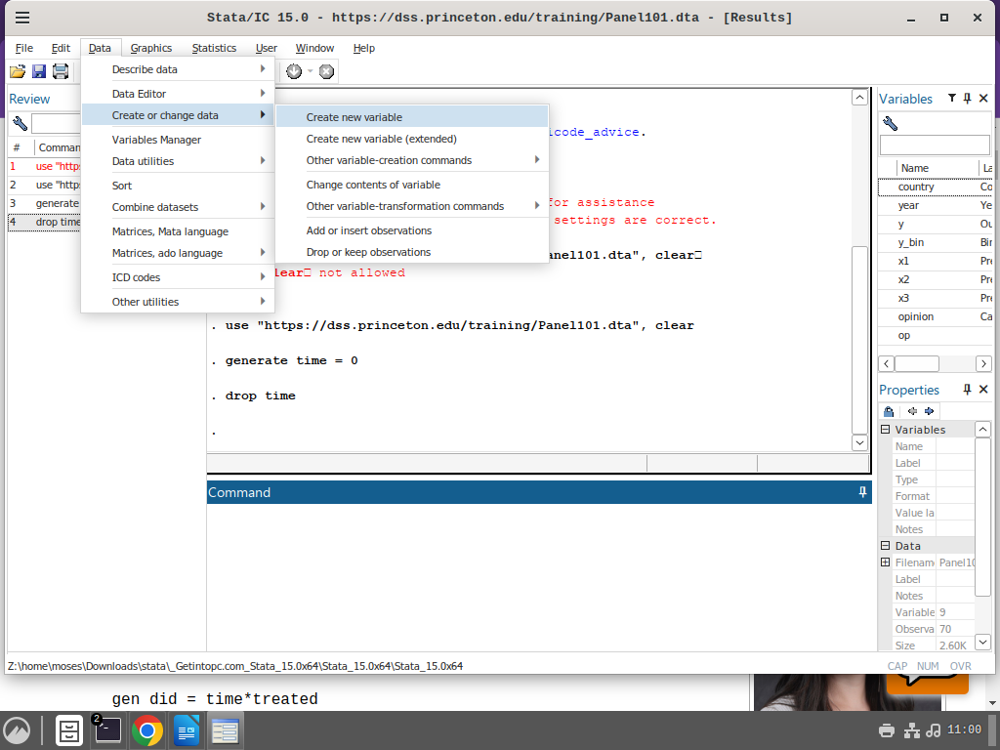 Stata/IC 15.0 - https://dss.princeton.edu/training/Panel101.dta - [Results]
File Edit Data Graphics Statistics User Window Help
Review
# Comman
1 use "http
2 use "http
3 generate
4 drop time
Describe data
Data Editor
Create or change data
Variables Manager
Data utilities
Sort
Combine datasets
Matrices, Mata language
Matrices, ado language
ICD codes
Other utilities
Create new variable
Create new variable (extended)
Other variable-creation commands
Change contents of variable
Other variable-transformation commands
Add or insert observations
Drop or keep observations
icode_advice.
for assistance
settings are correct.
anel101.dta", clear
lear not allowed
. use "https://dss.princeton.edu/training/Panel101.dta", clear
. generate time = 0
. drop time
.
Command
Variables
Name La
country Co
year Ye
y Ou
y_bin Bin
x1 Pre
x2 Pre
x3 Pre
opinion Ca
op
Properties
Variables
Name
Label
Type
Format
Value la
Notes
Data
Filenam Panel10
Label
Notes
Variable 9
Observa 70
Size 2.60K
Z:\home\moses\Downloads\stata\_Getintopc.com_Stata_15.0x64\Stata_15.0x64\Stata_15.0x64
CAP NUM OVR
gen did = time*treated
2
11:00